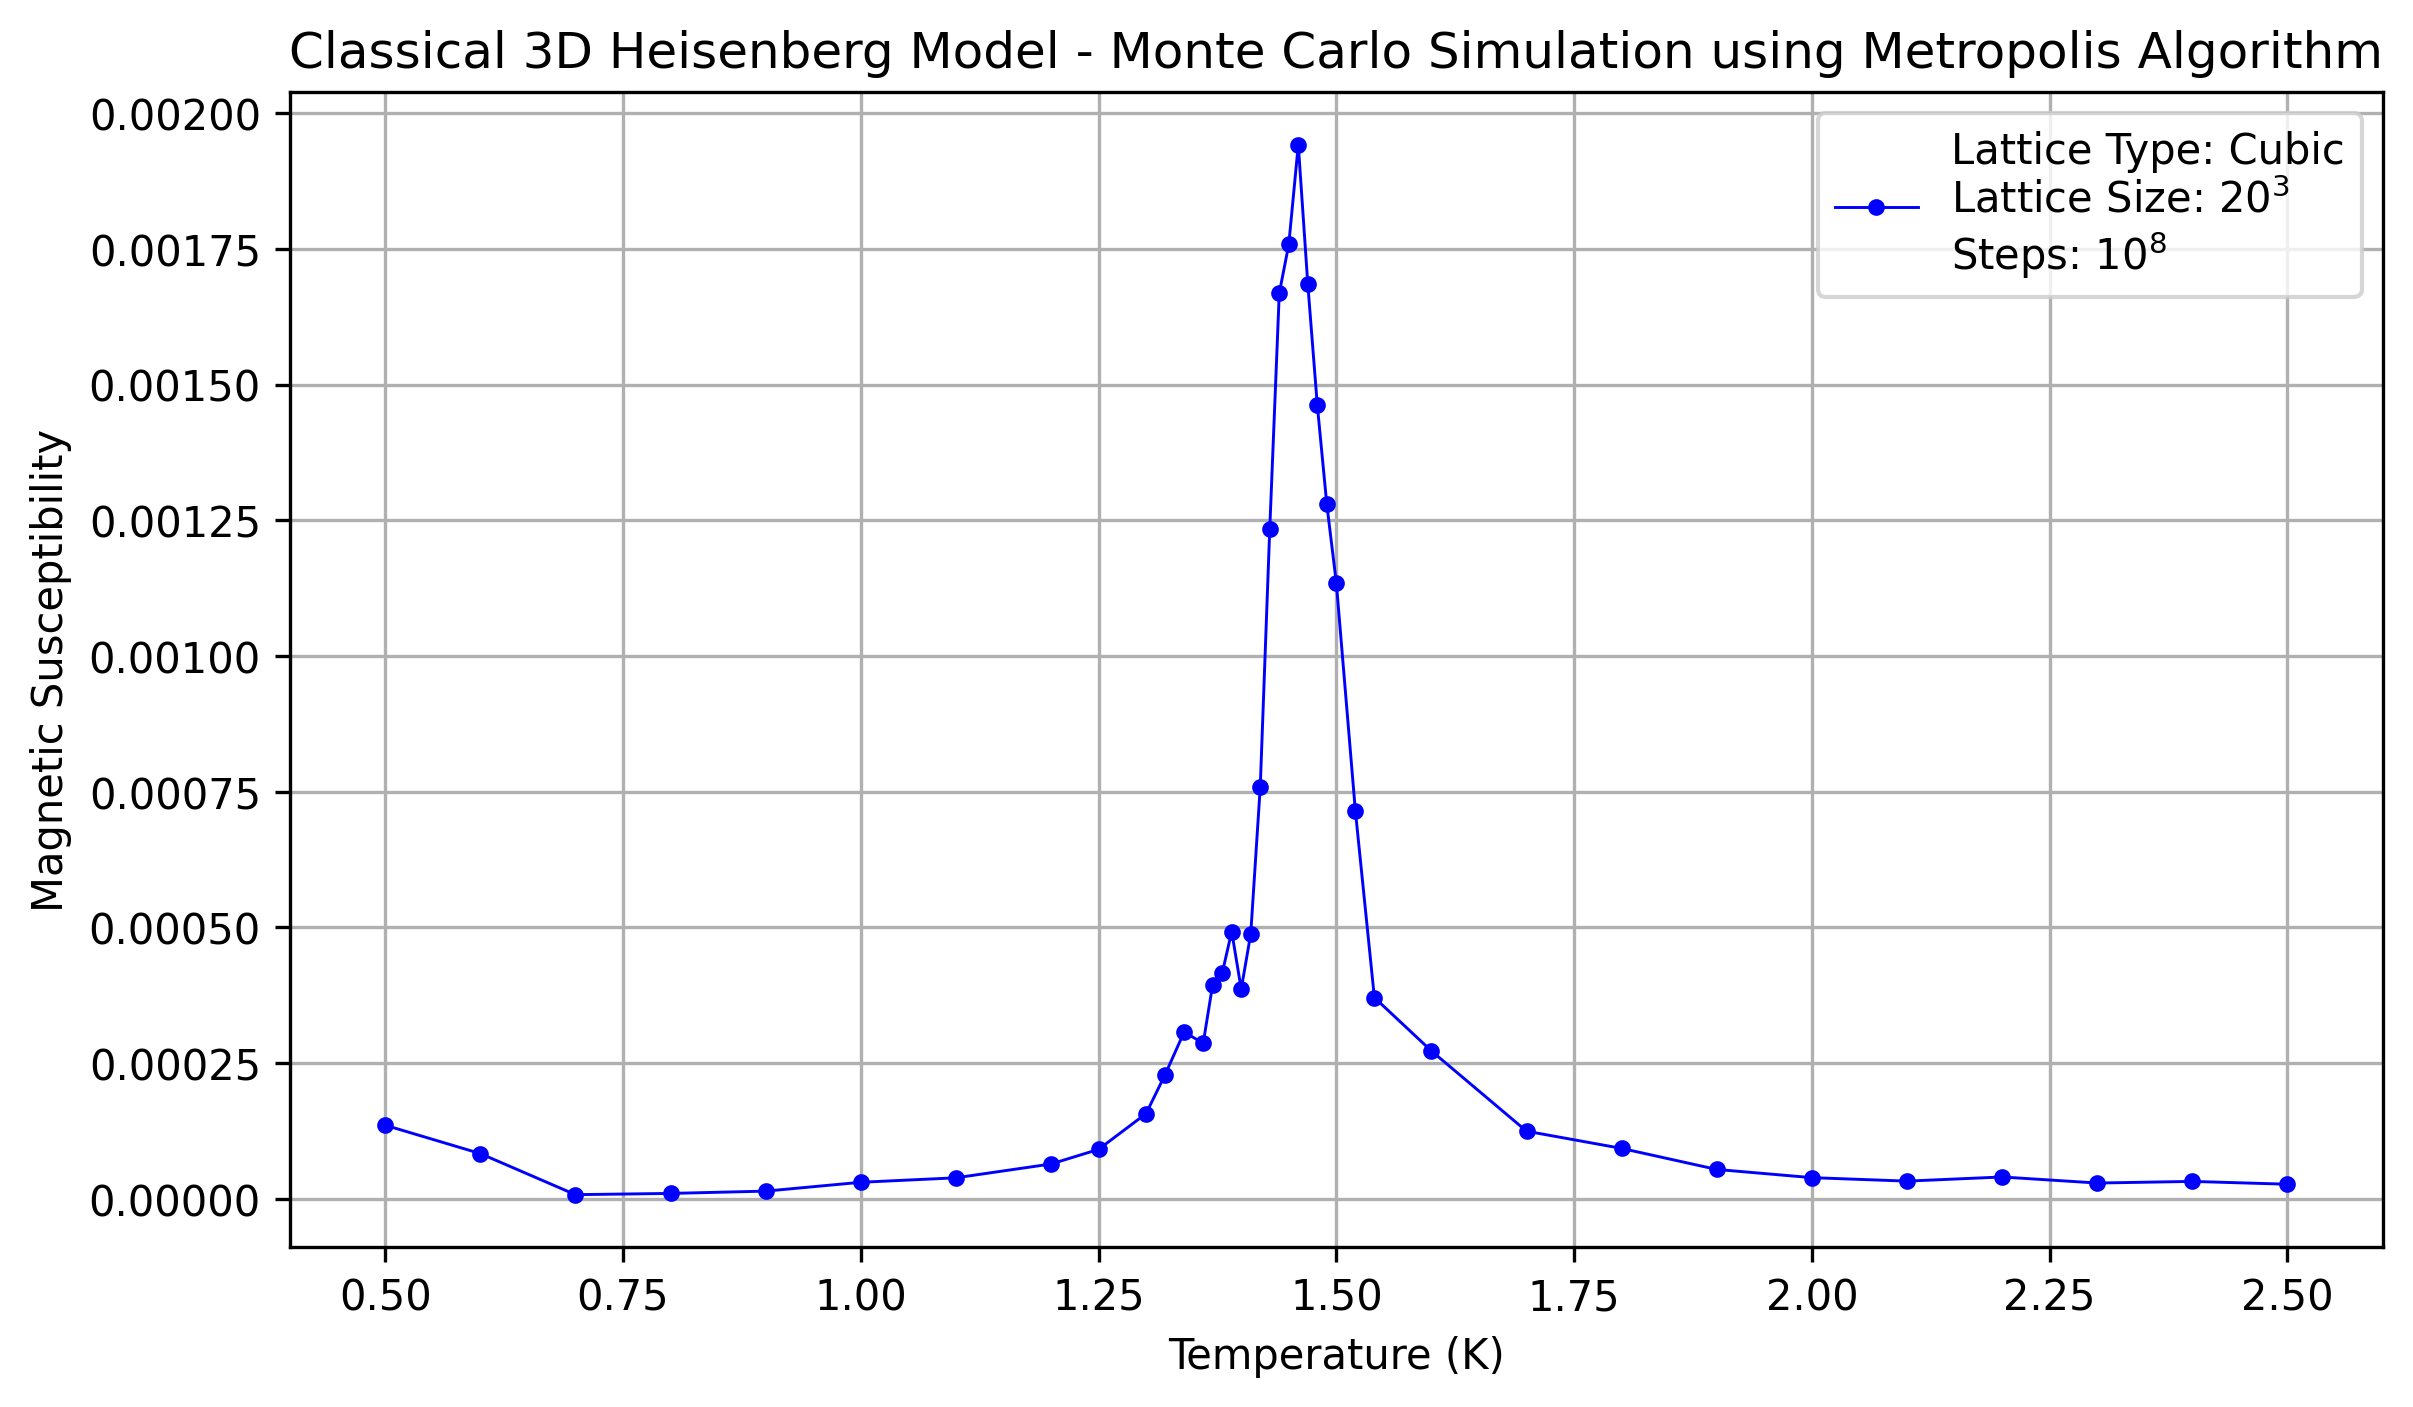 Classical 3D Heisenberg Model - Monte Carlo Simulation using Metropolis Algorithm
Lattice Type: Cubic
Lattice Size: 20³
Steps: 10⁸
Magnetic Susceptibility
0.00200
0.00175
0.00150
0.00125
0.00100
0.00075
0.00050
0.00025
0.00000
0.50 0.75 1.00 1.25 1.50 1.75 2.00 2.25 2.50
Temperature (K)